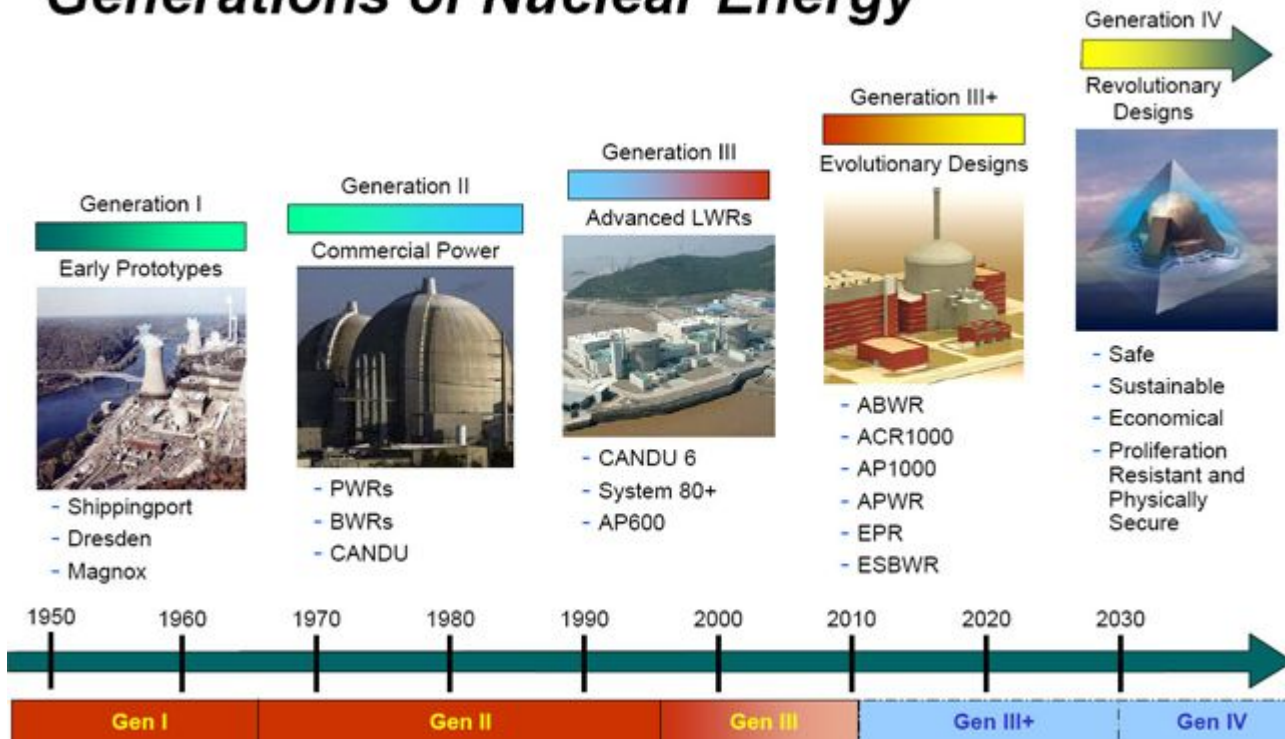 Generations of Nuclear Energy
Generation I
Early Prototypes
- Shippingport
- Dresden
- Magnox
Generation II
Commercial Power
- PWRs
- BWRs
- CANDU
Generation III
Advanced LWRs
- CANDU 6
- System 80+
- AP600
Generation III+
Evolutionary Designs
- ABWR
- ACR1000
- AP1000
- APWR
- EPR
- ESBWR
Generation IV
Revolutionary
Designs
- Safe
- Sustainable
- Economical
- Proliferation
Resistant and
Physically
Secure
1950 1960 1970 1980 1990 2000 2010 2020 2030
Gen I Gen II Gen III Gen III+ Gen IV